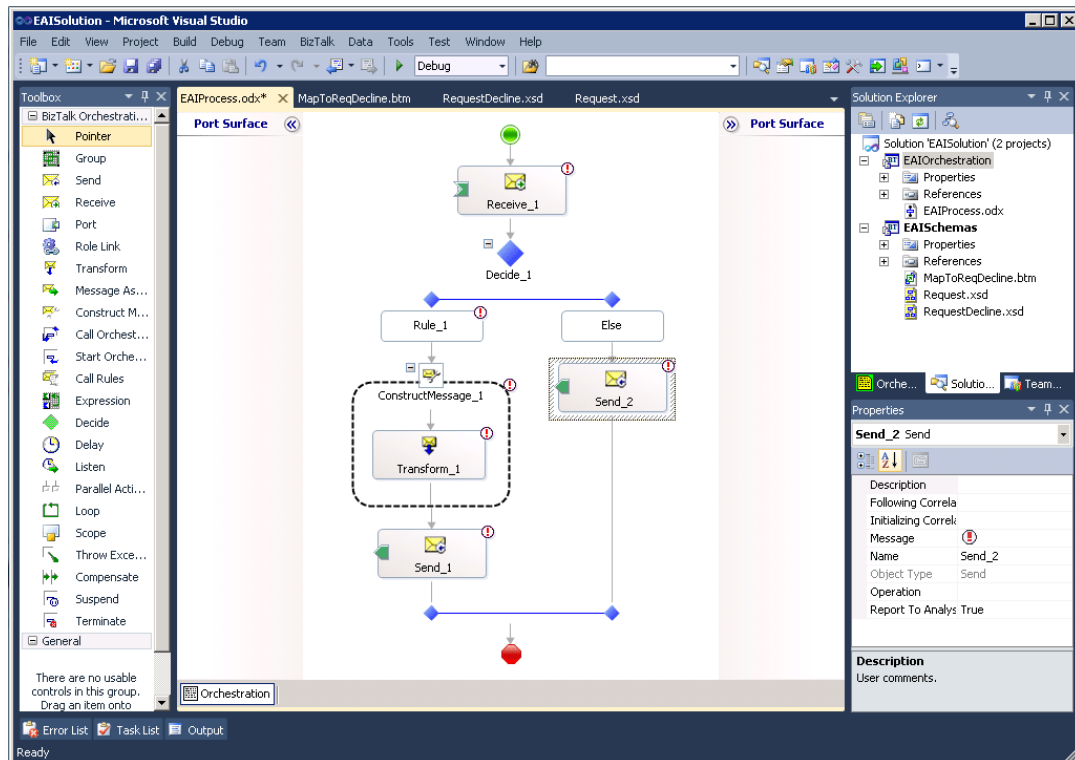 EAISolution - Microsoft Visual Studio
File Edit View Project Build Debug Team BizTalk Data Tools Test Window Help
Debug
Toolbox
BizTalk Orchestrati...
Pointer
Group
Send
Receive
Port
Role Link
Transform
Message As...
Construct M...
Call Orchest...
Start Orche...
Call Rules
Expression
Decide
Delay
Listen
Parallel Acti...
Loop
Scope
Throw Exce...
Compensate
Suspend
Terminate
General
There are no usable
controls in this group.
Drag an item onto
EAIProcess.odx* MapToReqDecline.btm RequestDecline.xsd Request.xsd
Port Surface
Port Surface
Receive_1
Decide_1
Rule_1
Else
ConstructMessage_1
Send_2
Transform_1
Send_1
Orchestration
Solution Explorer
Solution 'EAISolution' (2 projects)
EAIOrchestration
Properties
References
EAIProcess.odx
EAISchemas
Properties
References
MapToReqDecline.btm
Request.xsd
RequestDecline.xsd
Orche... Solutio... Team...
Properties
Send_2 Send
Description
Following Correla
Initializing Correla
Message
Name Send_2
Object Type Send
Operation
Report To Analys True
Description
User comments.
Error List Task List Output
Ready